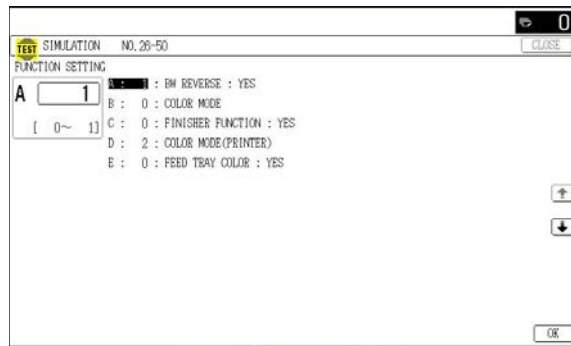 0
TEST SIMULATION NO.26-50 CLOSE
FUNCTION SETTING
A 1
[ 0~ 1]
A : 1 : BW REVERSE : YES
B : 0 : COLOR MODE
C : 0 : FINISHER FUNCTION : YES
D : 2 : COLOR MODE(PRINTER)
E : 0 : FEED TRAY COLOR : YES
OK